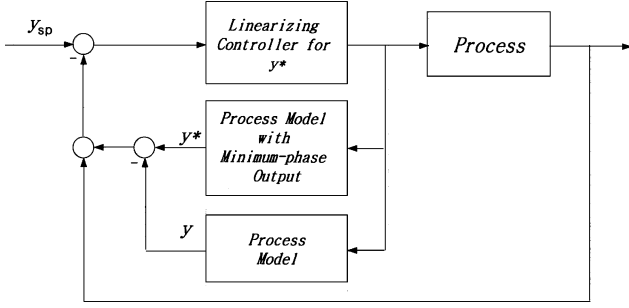 y_sp
Linearizing
Controller for
y*
Process
-
y*
Process Model
with
Minimum-phase
Output
-
y
Process
Model